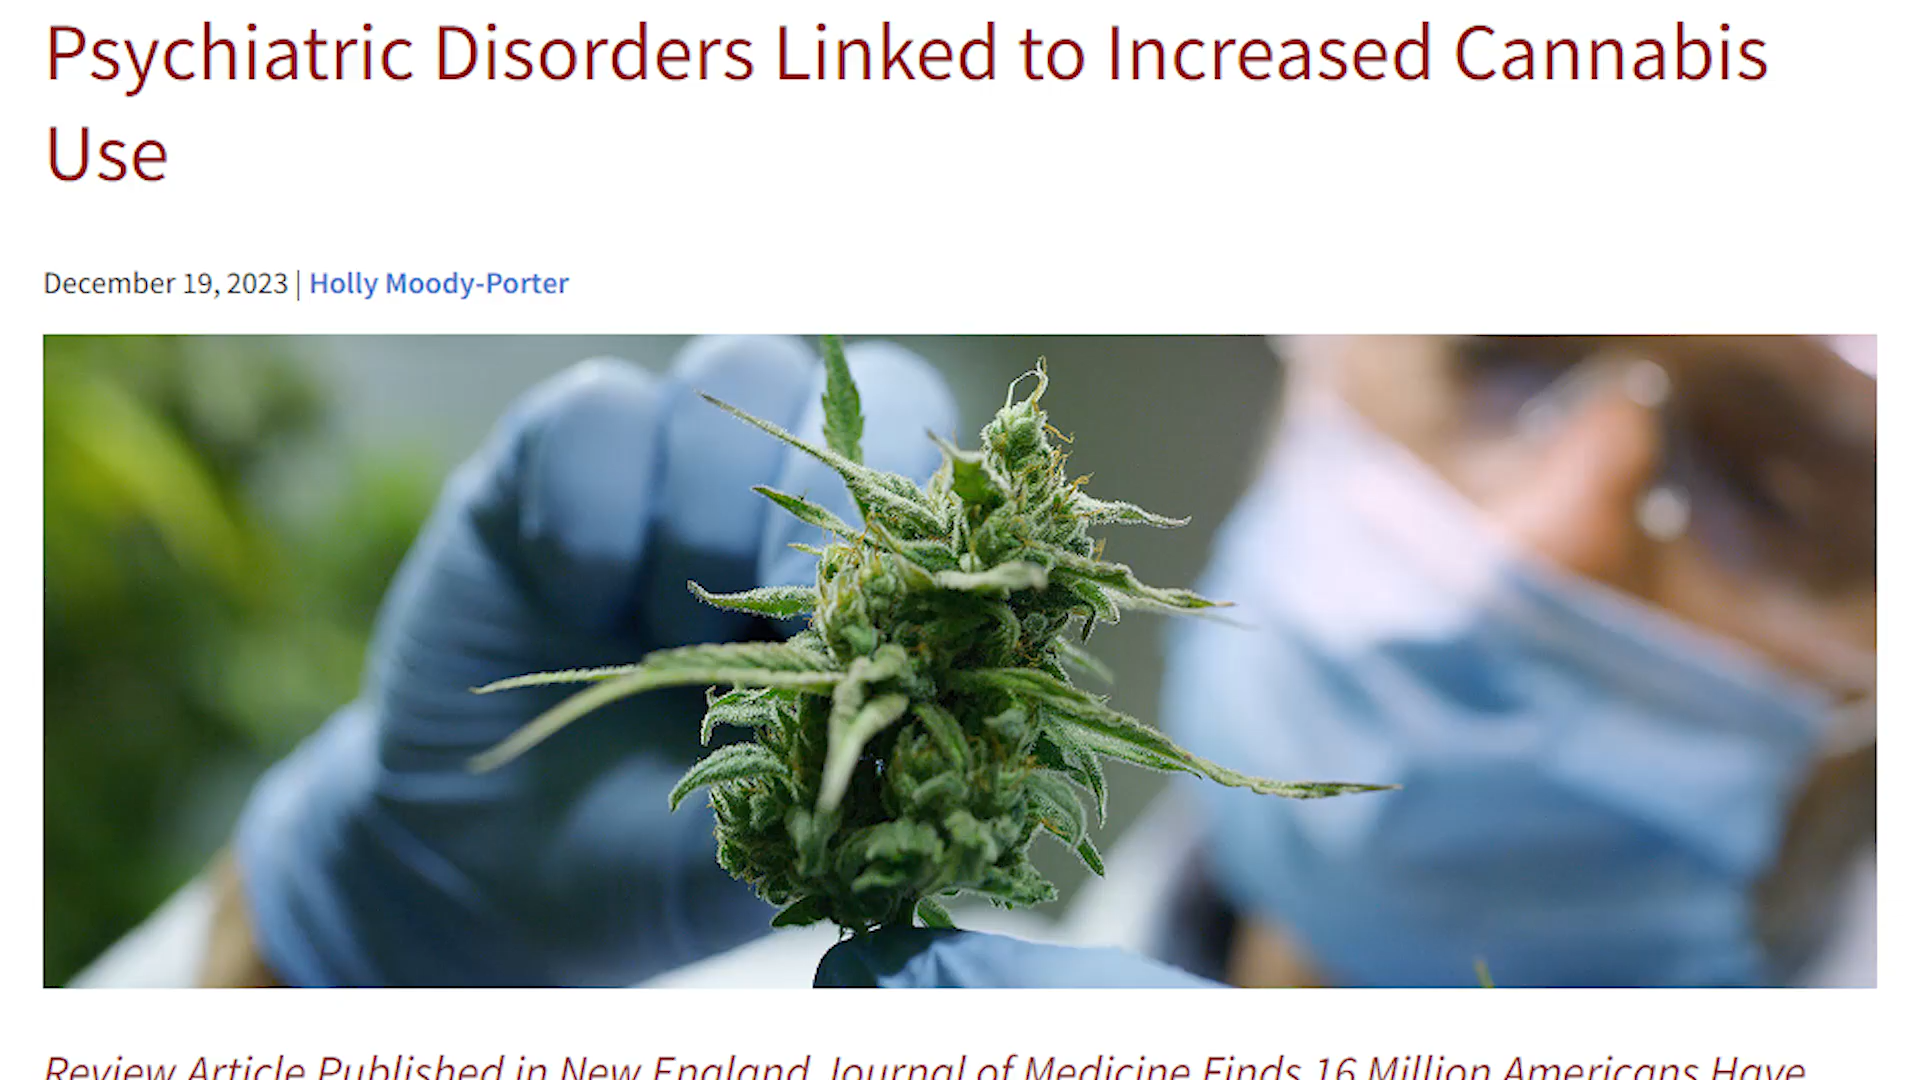 Psychiatric Disorders Linked to Increased Cannabis
Use
December 19, 2023 | Holly Moody-Porter
Review Article Published in New England Journal of Medicine Finds 16 Million Americans Have